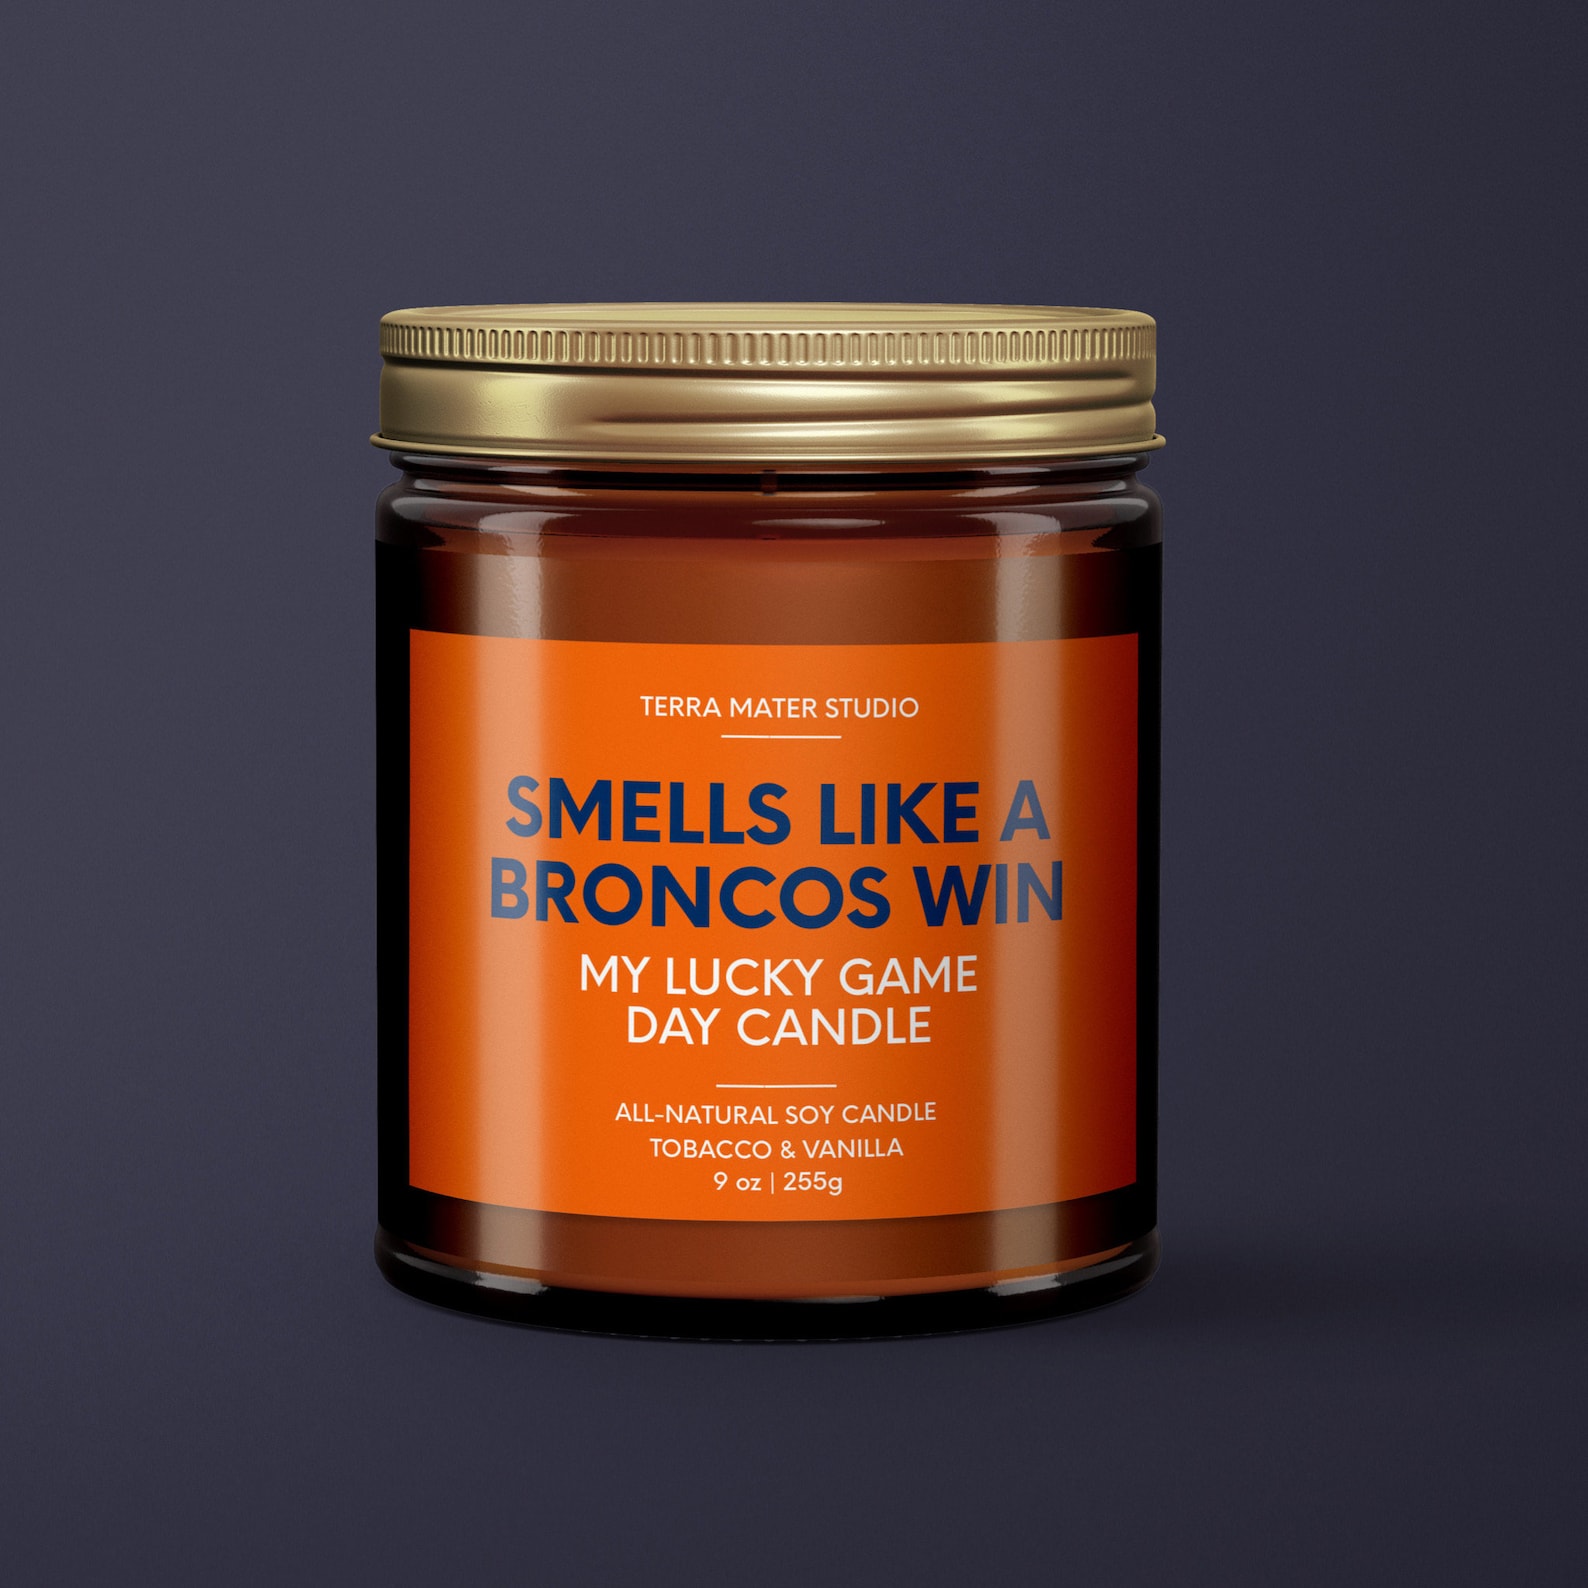 TERRA MATER STUDIO
SMELLS LIKE A
BRONCOS WIN
MY LUCKY GAME
DAY CANDLE
ALL-NATURAL SOY CANDLE
TOBACCO & VANILLA
9 oz | 255g